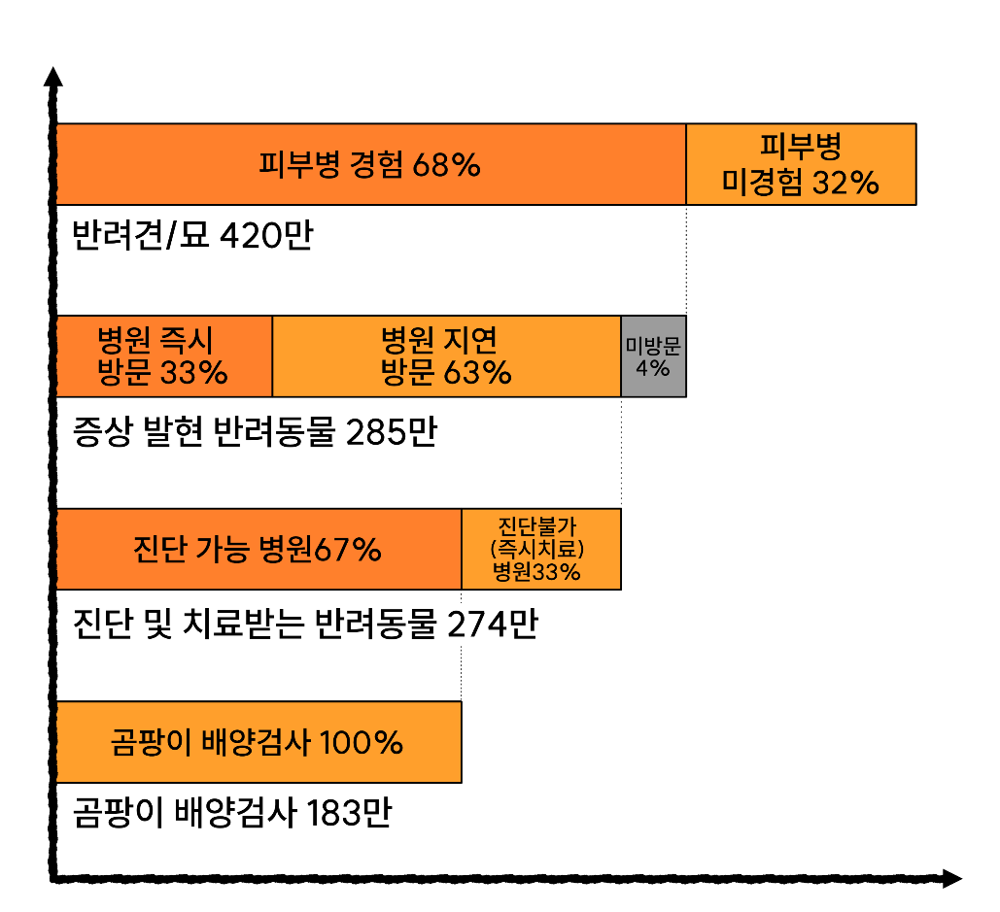 피부병 경험 68%
피부병
미경험 32%
반려견/묘 420만
병원 즉시
방문 33%
병원 지연
방문 63%
미방문
4%
증상 발현 반려동물 285만
진단 가능 병원67%
진단불가
(즉시치료)
병원33%
진단 및 치료받는 반려동물 274만
곰팡이 배양검사 100%
곰팡이 배양검사 183만